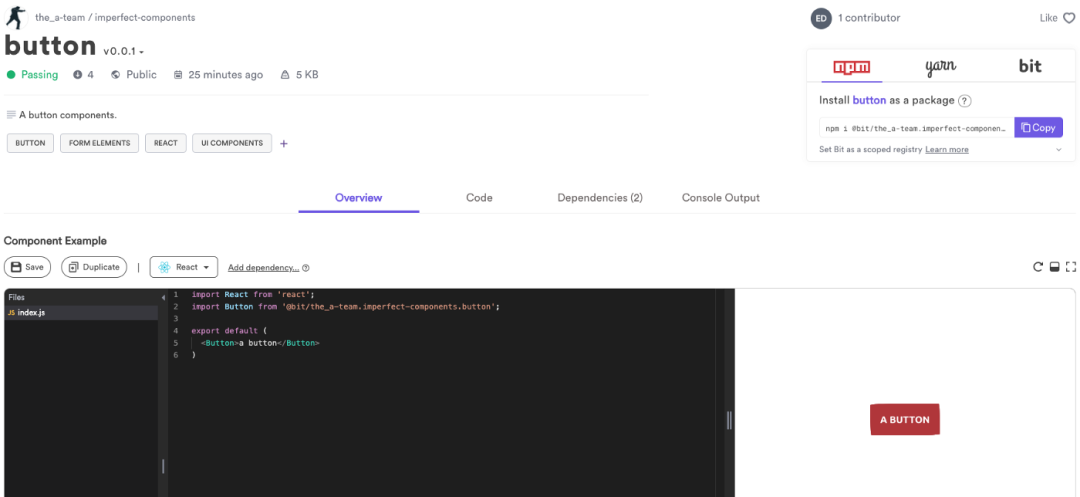 the_a-team / imperfect-components
button v0.0.1
Passing 4 Public 25 minutes ago 5 KB
A button components.
BUTTON FORM ELEMENTS REACT UI COMPONENTS +
ED 1 contributor Like
npm yarn bit
Install button as a package ?
npm i @bit/the_a-team.imperfect-componen... Copy
Set Bit as a scoped registry Learn more
Overview Code Dependencies (2) Console Output
Component Example
Save Duplicate | React Add dependency... ?
Files
JS index.js
1 import React from 'react';
2 import Button from '@bit/the_a-team.imperfect-components.button';
3
4 export default (
5 <Button>a button</Button>
6 )
A BUTTON